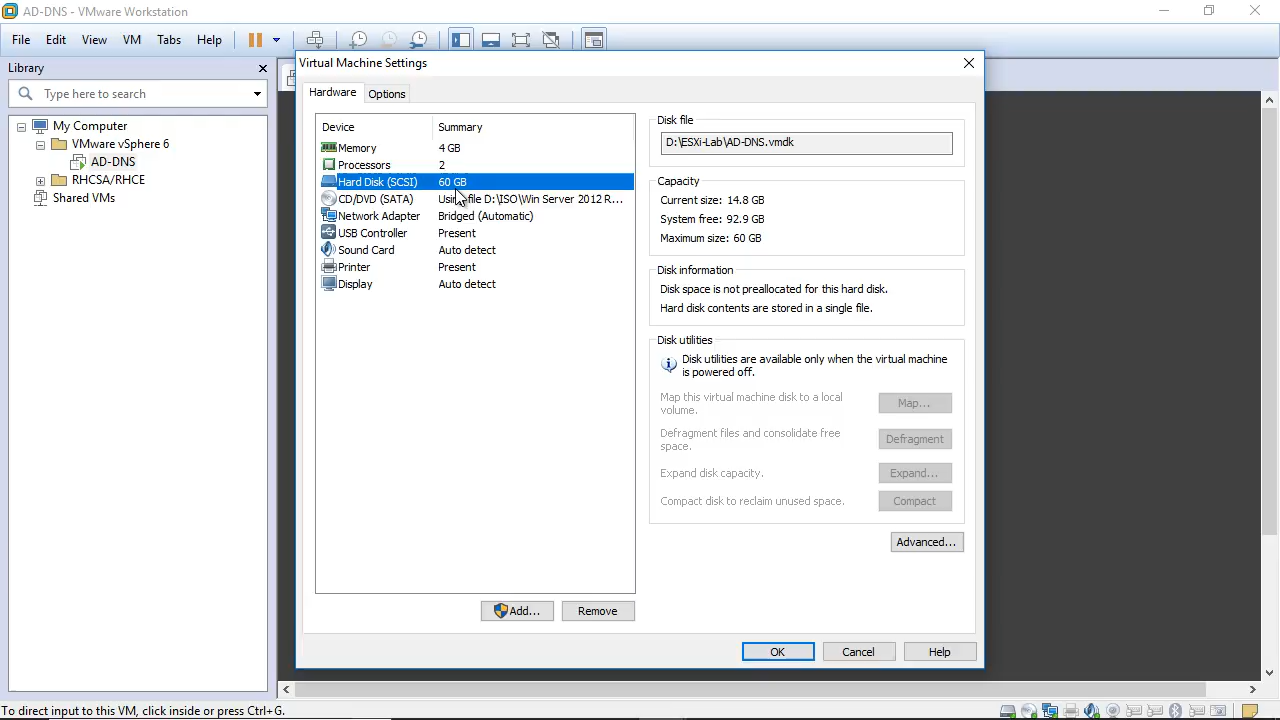 AD-DNS - VMware Workstation
File Edit View VM Tabs Help
Library
Type here to search
My Computer
VMware vSphere 6
AD-DNS
RHCSA/RHCE
Shared VMs
Virtual Machine Settings
Hardware Options
Device Summary
Memory 4 GB
Processors 2
Hard Disk (SCSI) 60 GB
CD/DVD (SATA) Using file D:\ISO\Win Server 2012 R...
Network Adapter Bridged (Automatic)
USB Controller Present
Sound Card Auto detect
Printer Present
Display Auto detect
Add... Remove
Disk file
D:\ESXi-Lab\AD-DNS.vmdk
Capacity
Current size: 14.8 GB
System free: 92.9 GB
Maximum size: 60 GB
Disk information
Disk space is not preallocated for this hard disk.
Hard disk contents are stored in a single file.
Disk utilities
Disk utilities are available only when the virtual machine
is powered off.
Map this virtual machine disk to a local
volume.
Map...
Defragment files and consolidate free
space.
Defragment
Expand disk capacity. Expand...
Compact disk to reclaim unused space. Compact
Advanced...
OK Cancel Help
To direct input to this VM, click inside or press Ctrl+G.